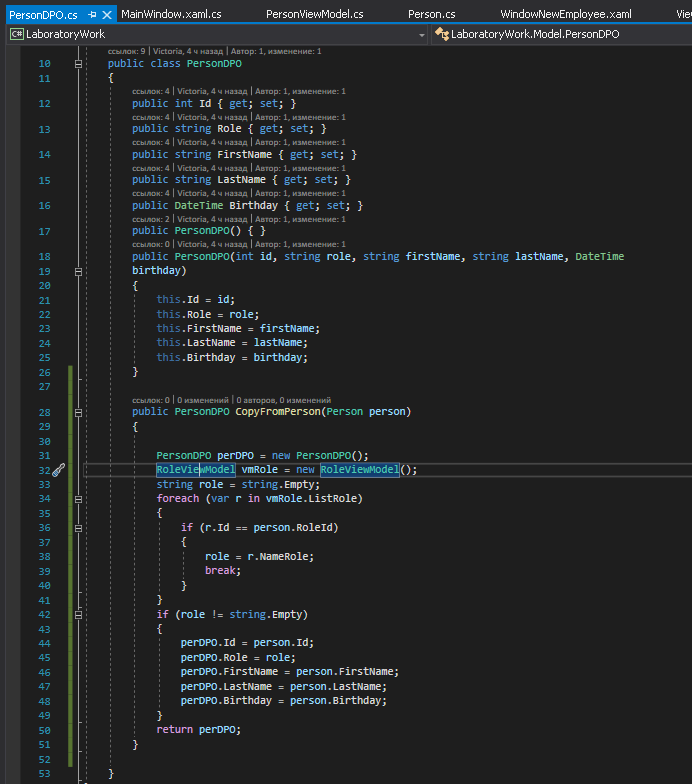 PersonDPO.cs MainWindow.xaml.cs PersonViewModel.cs Person.cs WindowNewEmployee.xaml Viev
C# LaboratoryWork LaboratoryWork.Model.PersonDPO
ссылок: 9 | Victoria, 4 ч назад | Автор: 1, изменение: 1
10 public class PersonDPO
11 {
ссылок: 4 | Victoria, 4 ч назад | Автор: 1, изменение: 1
12 public int Id { get; set; }
ссылок: 4 | Victoria, 4 ч назад | Автор: 1, изменение: 1
13 public string Role { get; set; }
ссылок: 4 | Victoria, 4 ч назад | Автор: 1, изменение: 1
14 public string FirstName { get; set; }
ссылок: 4 | Victoria, 4 ч назад | Автор: 1, изменение: 1
15 public string LastName { get; set; }
ссылок: 4 | Victoria, 4 ч назад | Автор: 1, изменение: 1
16 public DateTime Birthday { get; set; }
ссылок: 2 | Victoria, 4 ч назад | Автор: 1, изменение: 1
17 public PersonDPO() { }
ссылок: 0 | Victoria, 4 ч назад | Автор: 1, изменение: 1
18 public PersonDPO(int id, string role, string firstName, string lastName, DateTime
19 birthday)
20 {
21 this.Id = id;
22 this.Role = role;
23 this.FirstName = firstName;
24 this.LastName = lastName;
25 this.Birthday = birthday;
26 }
27
ссылок: 0 | 0 изменений | 0 авторов, 0 изменений
28 public PersonDPO CopyFromPerson(Person person)
29 {
30
31 PersonDPO perDPO = new PersonDPO();
32 RoleViewModel vmRole = new RoleViewModel();
33 string role = string.Empty;
34 foreach (var r in vmRole.ListRole)
35 {
36 if (r.Id == person.RoleId)
37 {
38 role = r.NameRole;
39 break;
40 }
41 }
42 if (role != string.Empty)
43 {
44 perDPO.Id = person.Id;
45 perDPO.Role = role;
46 perDPO.FirstName = person.FirstName;
47 perDPO.LastName = person.LastName;
48 perDPO.Birthday = person.Birthday;
49 }
50 return perDPO;
51 }
52
53 }